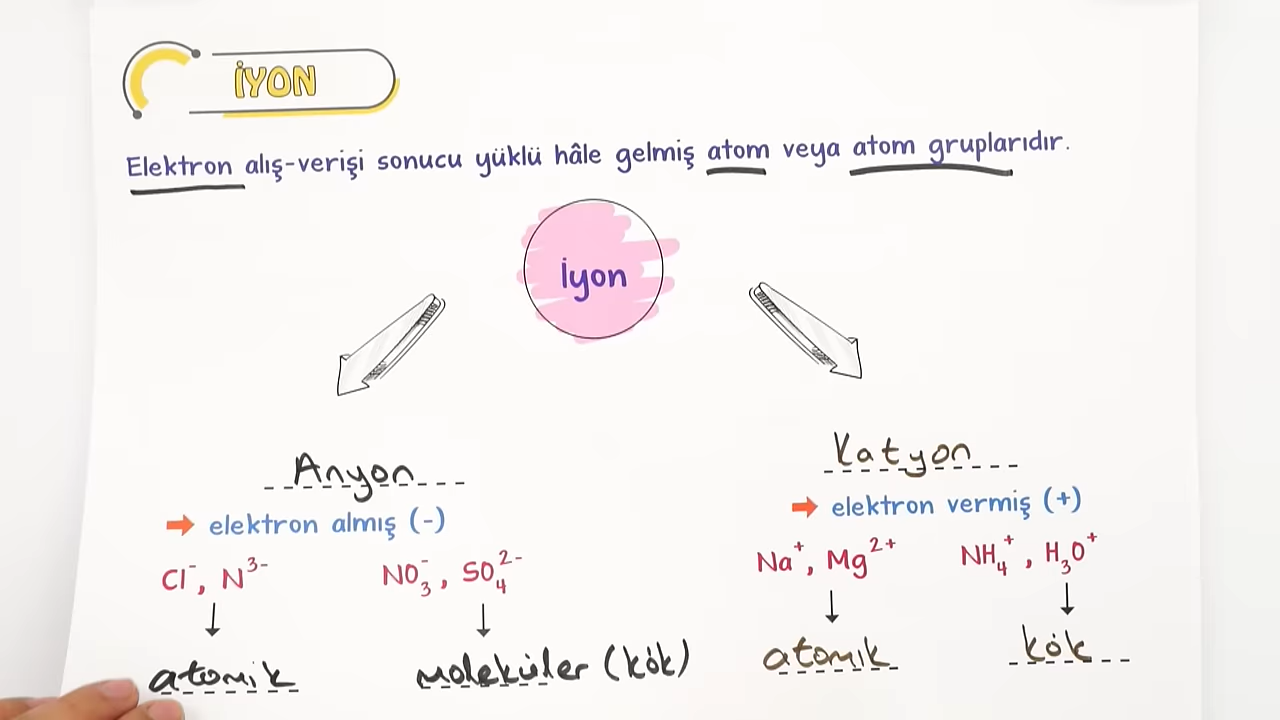 İYON
Elektron alış-verişi sonucu yüklü hâle gelmiş atom veya atom gruplarıdır.
İyon
Anyon
➡ elektron almış (-)
Cl⁻, N³⁻
NO₃⁻, SO₄²⁻
↓ ↓
atomik
moleküler (kök)
Katyon
➡ elektron vermiş (+)
Na⁺, Mg²⁺
NH₄⁺, H₃O⁺
↓ ↓
atomik
kök